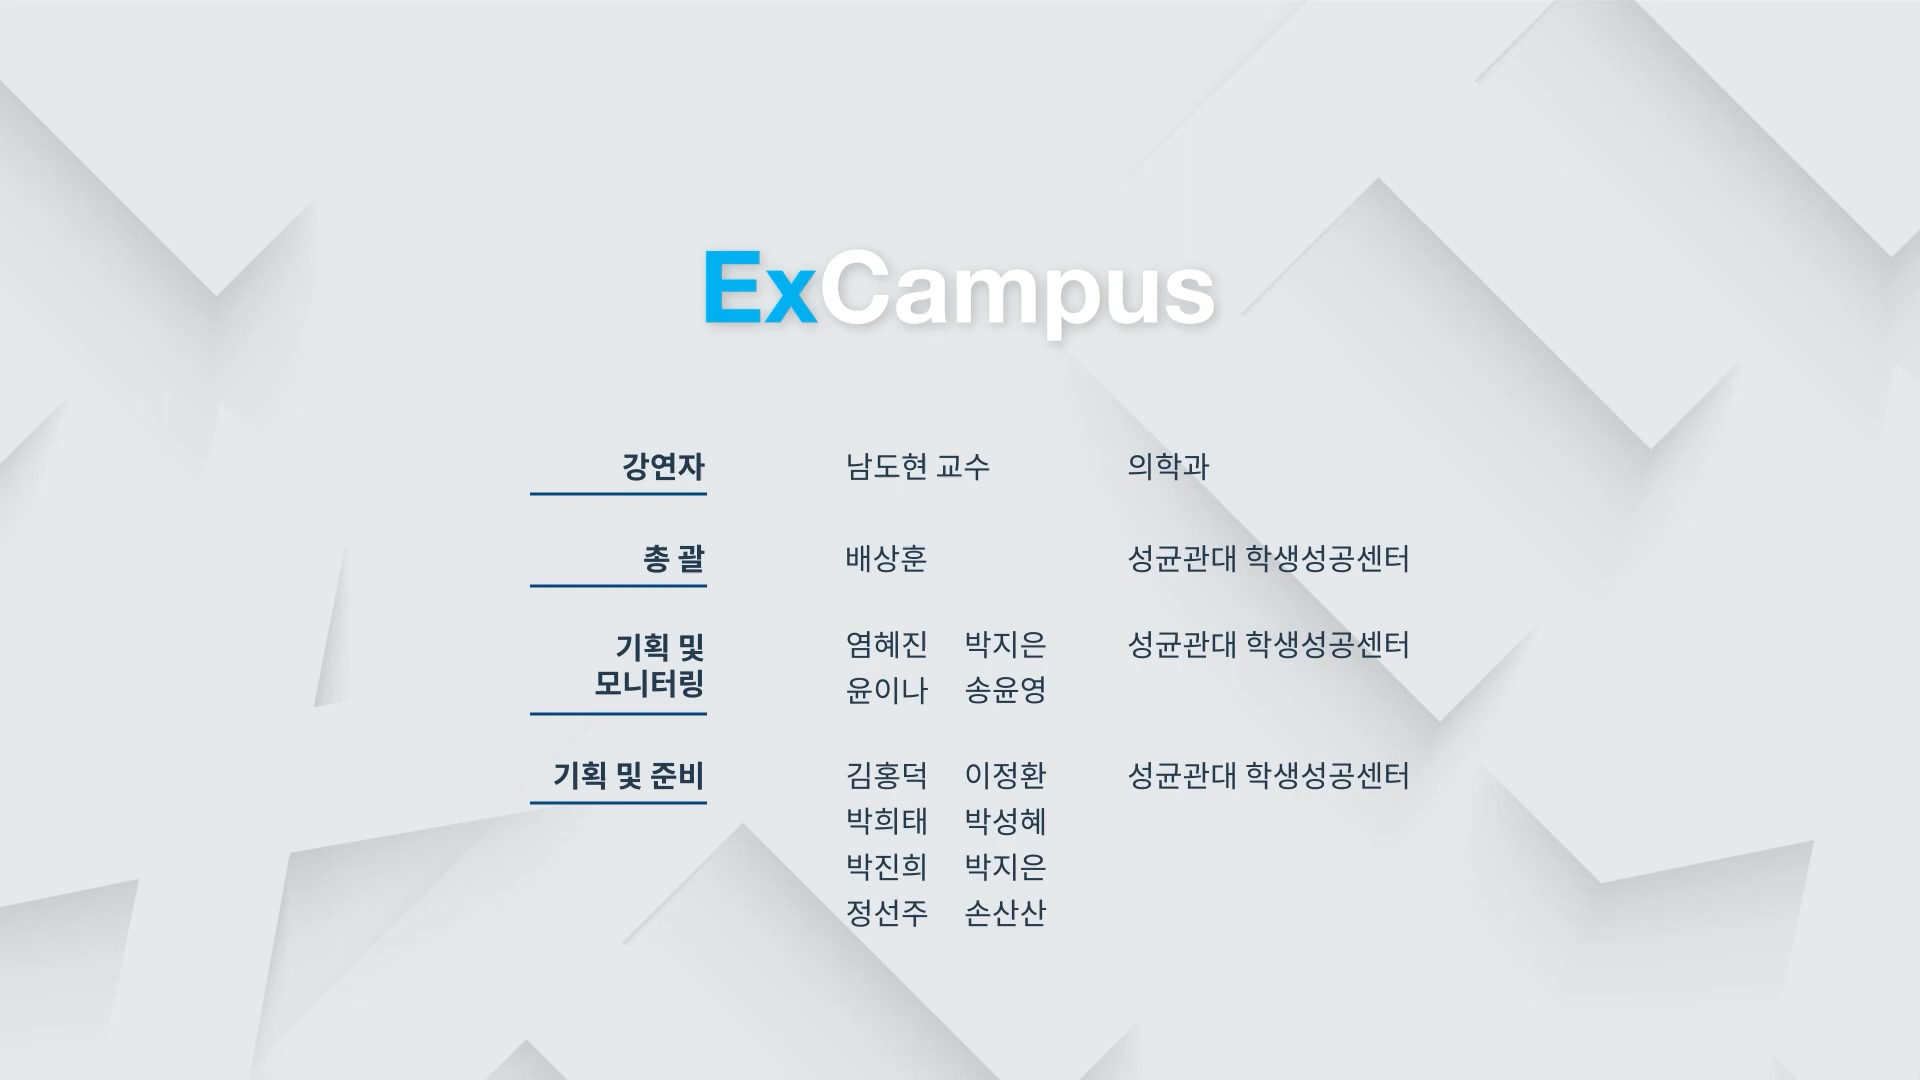 ExCampus
강연자 남도현 교수 의학과
총 괄 배상훈 성균관대 학생성공센터
기획 및
모니터링
염혜진 박지은 성균관대 학생성공센터
윤이나 송윤영
기획 및 준비 김홍덕 이정환 성균관대 학생성공센터
박희태 박성혜
박진희 박지은
정선주 손산산